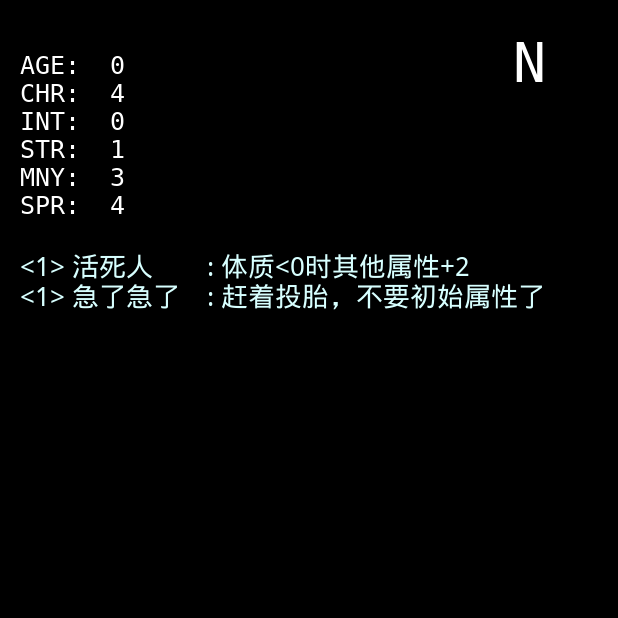 N
AGE: 0
CHR: 4
INT: 0
STR: 1
MNY: 3
SPR: 4
<1> 活死人 : 体质<0时其他属性+2
<1> 急了急了 : 赶着投胎，不要初始属性了